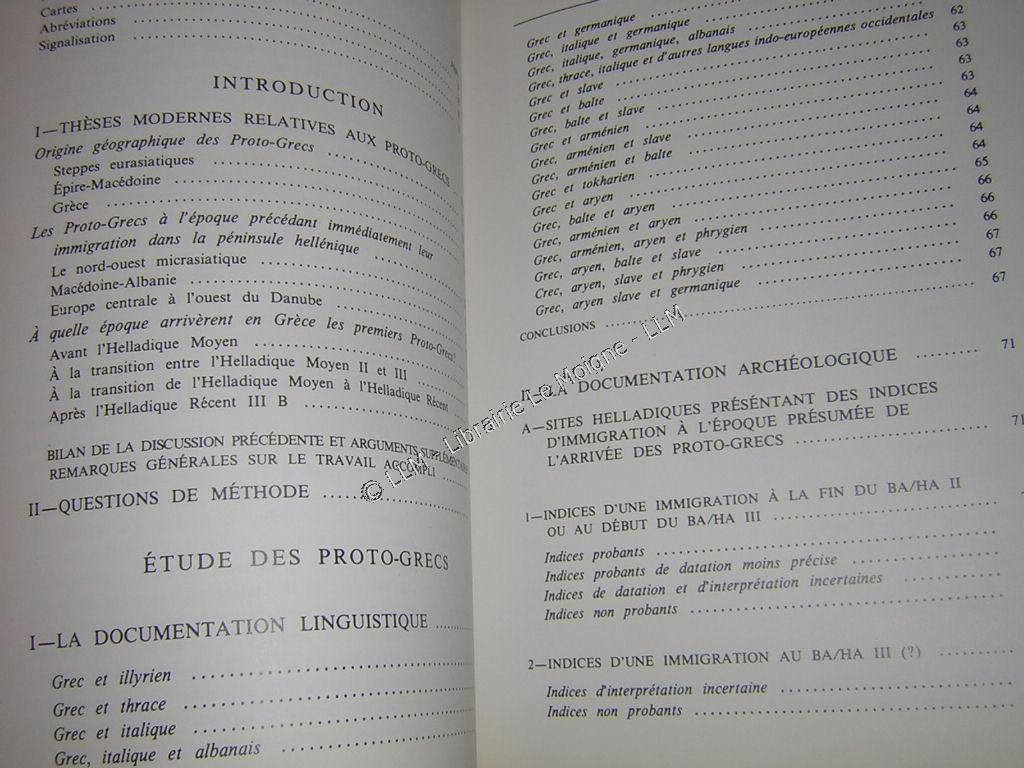 Cartes
Abréviations
Signalisation
INTRODUCTION
I—THÈSES MODERNES RELATIVES AUX PROTO-GRECS
Origine géographique des Proto-Grecs
Steppes eurasiatiques
Épire-Macédoine
Grèce
Les Proto-Grecs à l'époque précédant immédiatement leur
immigration dans la péninsule hellénique
Le nord-ouest micrasiatique
Macédoine-Albanie
Europe centrale à l'ouest du Danube
À quelle époque arrivèrent en Grèce les premiers Proto-Grecs?
Avant l'Helladique Moyen
À la transition entre l'Helladique Moyen II et III
À la transition de l'Helladique Moyen à l'Helladique Récent
Après l'Helladique Récent III B
BILAN DE LA DISCUSSION PRÉCÉDENTE ET ARGUMENTS SUPPLÉMENTAIRES
REMARQUES GÉNÉRALES SUR LE TRAVAIL ACCOMPLI
II—QUESTIONS DE MÉTHODE
ÉTUDE DES PROTO-GRECS
I—LA DOCUMENTATION LINGUISTIQUE
Grec et illyrien
Grec et thrace
Grec et italique
Grec, italique et albanais
Grec et germanique
Grec, italique et germanique 62
Grec, italique, germanique, albanais 63
Grec, thrace, italique et d'autres langues indo-européennes occidentales 63
Grec et slave 63
Grec et balte 63
Grec, balte et slave 64
Grec et arménien 64
Grec, arménien et slave 64
Grec, arménien et balte 64
Grec et tokharien 65
Grec et aryen 66
Grec, balte et aryen 66
Grec, arménien et aryen 66
Grec, arménien, aryen et phrygien 67
Grec, aryen, balte et slave 67
Crec, aryen, slave et phrygien
Grec, aryen slave et germanique 67
CONCLUSIONS
II—LA DOCUMENTATION ARCHÉOLOGIQUE 71
A—SITES HELLADIQUES PRÉSÉNTANT DES INDICES
D'IMMIGRATION À L'ÉPOQUE PRÉSUMÉE DE
L'ARRIVÉE DES PROTO-GRECS 71
1—INDICES D'UNE IMMIGRATION À LA FIN DU BA/HA II
OU AU DÉBUT DU BA/HA III
Indices probants
Indices probants de datation moins précise
Indices de datation et d'interprétation incertaines
Indices non probants
2—INDICES D'UNE IMMIGRATION AU BA/HA III (?)
Indices d'interprétation incertaine
Indices non probants
© LLM - Librairie Le Moigne - LLM